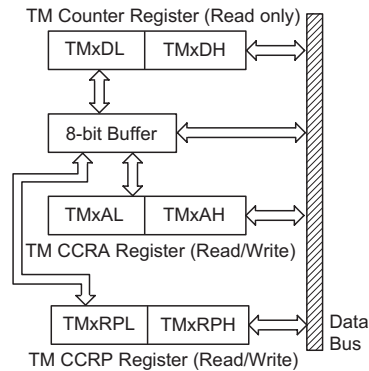 TM Counter Register (Read only)
TMxDL TMxDH
8-bit Buffer
TMxAL TMxAH
TM CCRA Register (Read/Write)
TMxRPL TMxRPH
Data
Bus
TM CCRP Register (Read/Write)